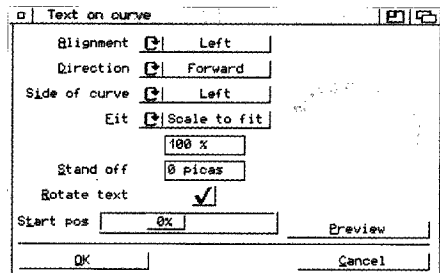 Text on curve
Alignment Left
Direction Forward
Side of curve Left
Fit Scale to fit
100 %
Stand off 0 picas
Rotate text
Start pos 0%
Preview
OK Cancel